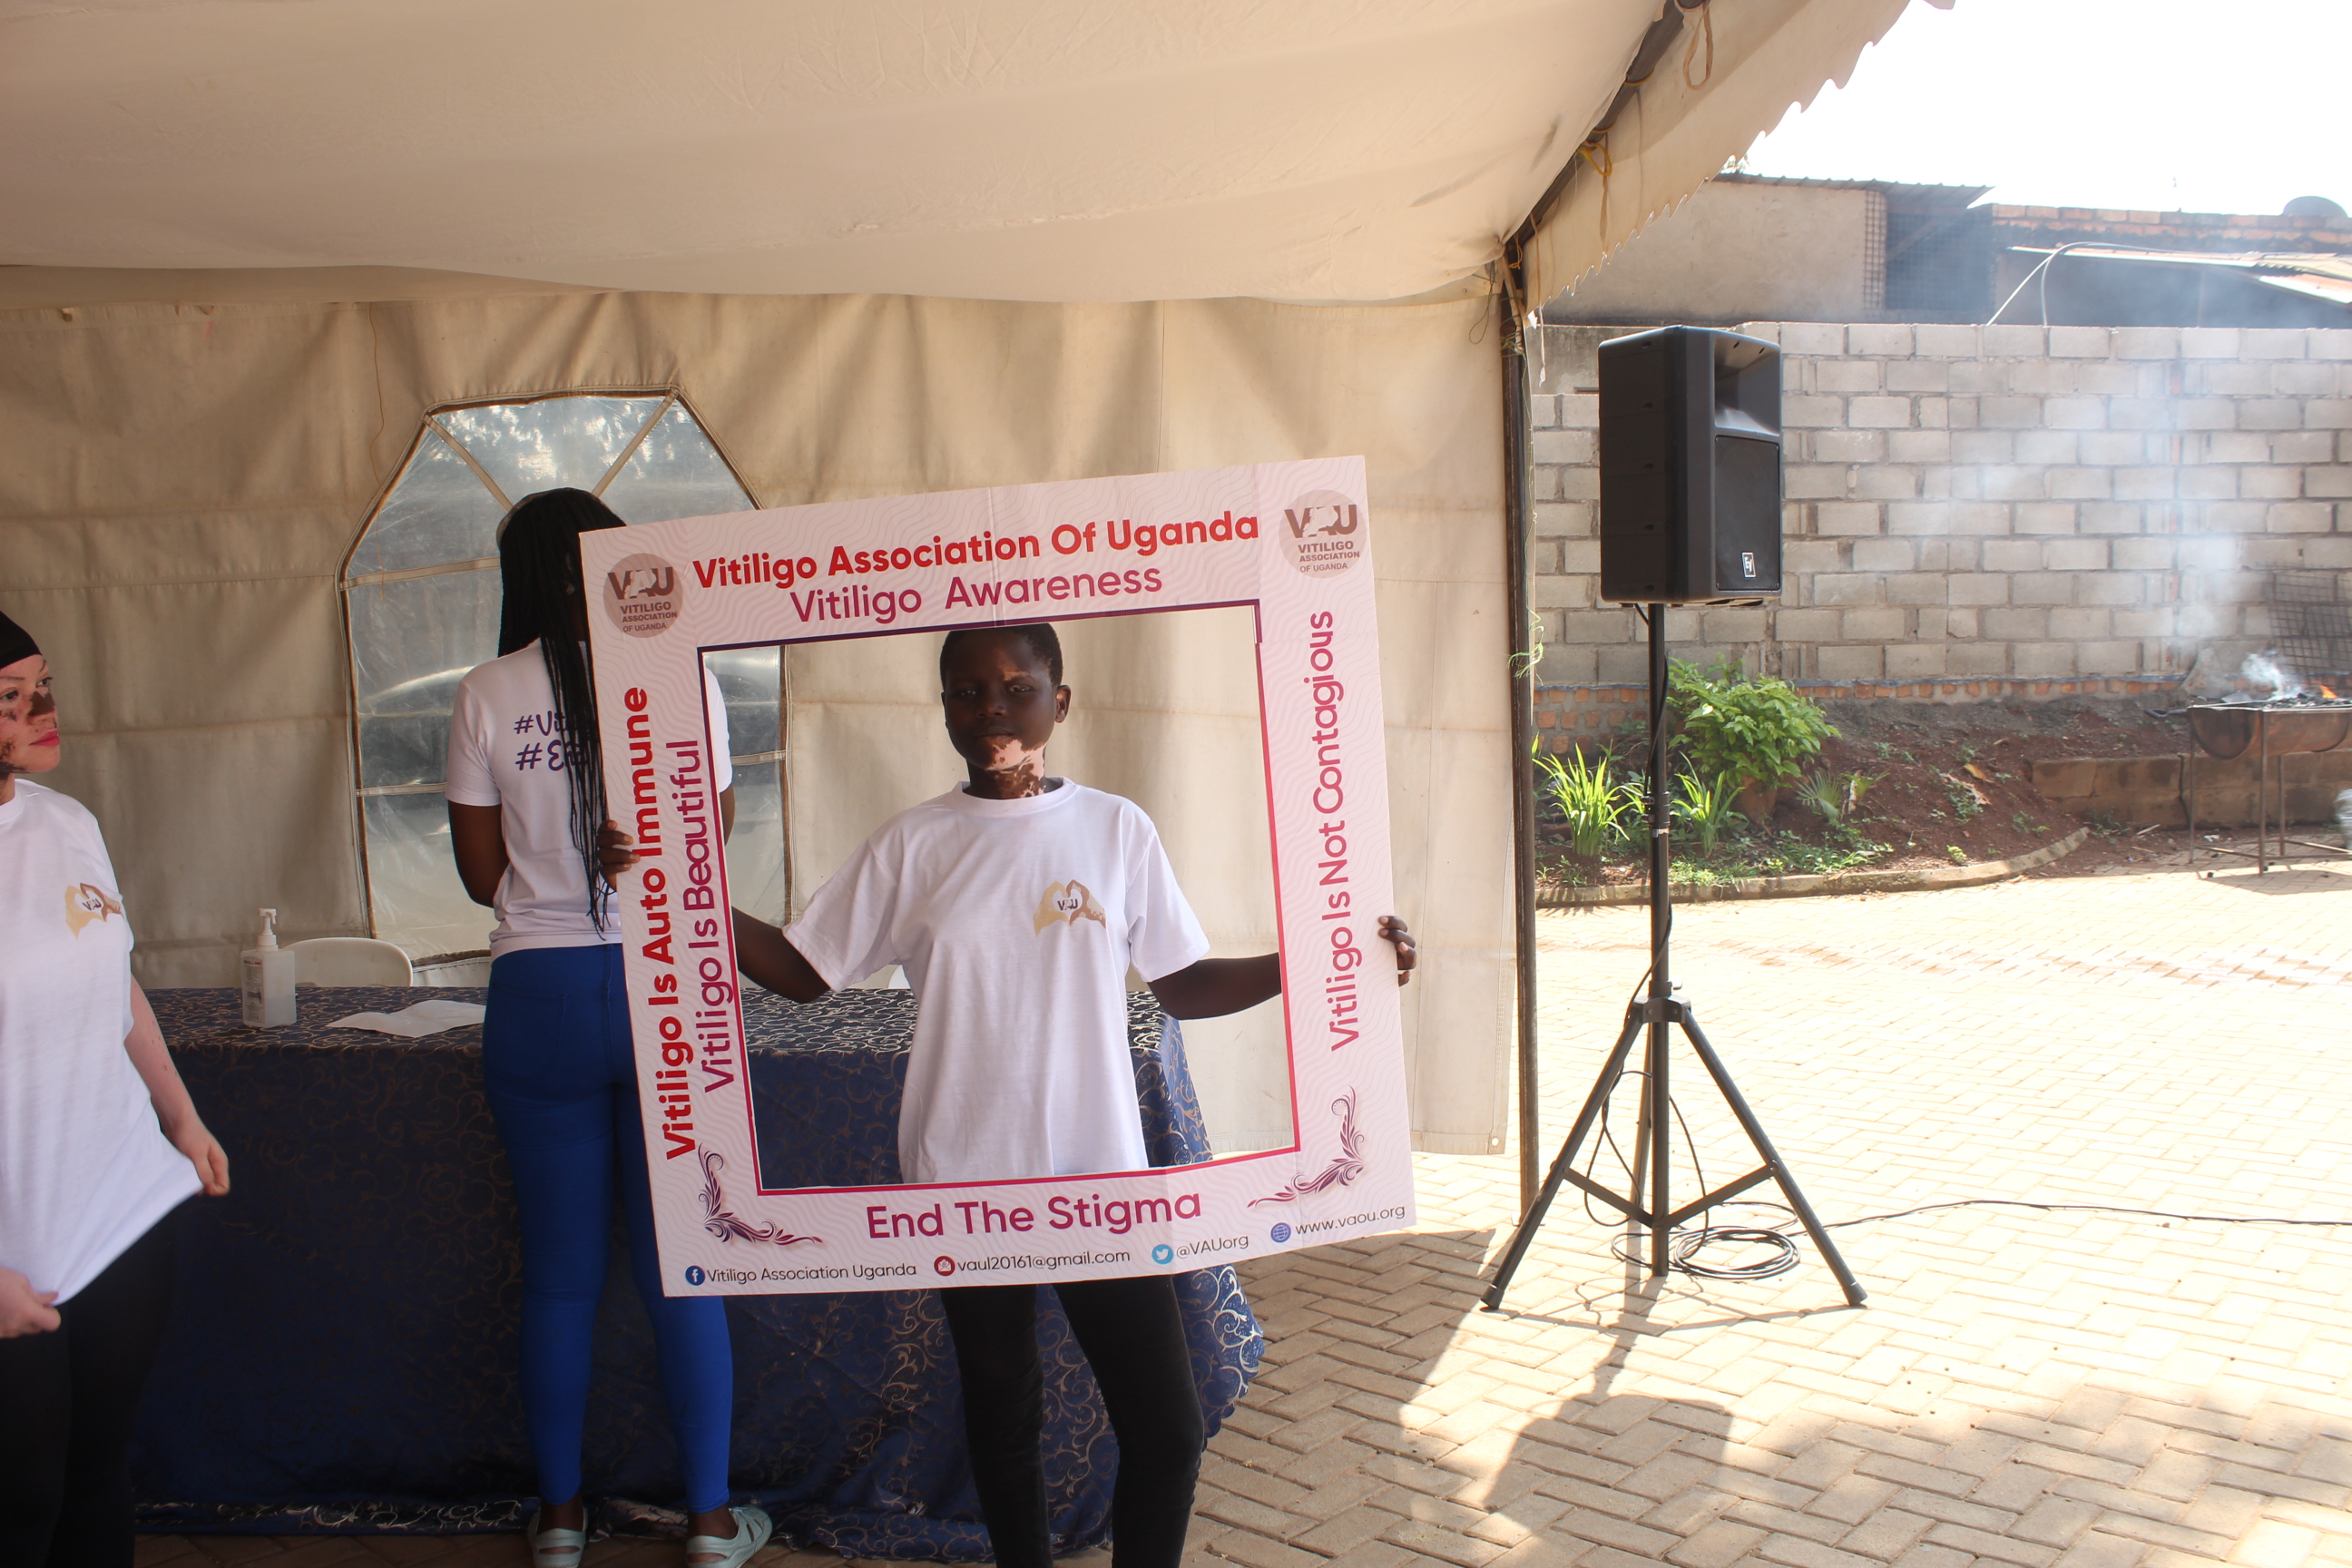 Vitiligo Association Of Uganda
Vitiligo Awareness
VAU
VITILIGO
ASSOCIATION
OF UGANDA
VAU
VITILIGO
ASSOCIATION
OF UGANDA
Vitiligo Is Auto Immune
Vitiligo Is Beautiful
Vitiligo Is Not Contagious
End The Stigma
Vitiligo Association Uganda
vaul20161@gmail.com
@VAUorg
www.vaou.org
VAU
VAU